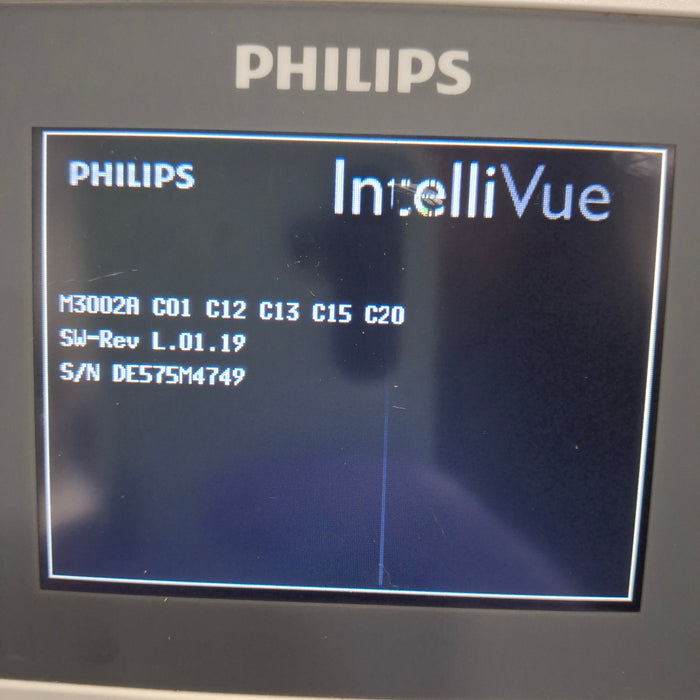 PHILIPS
PHILIPS IntelliVue
M3002A C01 C12 C13 C15 C20
SW-Rev L.01.19
S/N DE575M4749